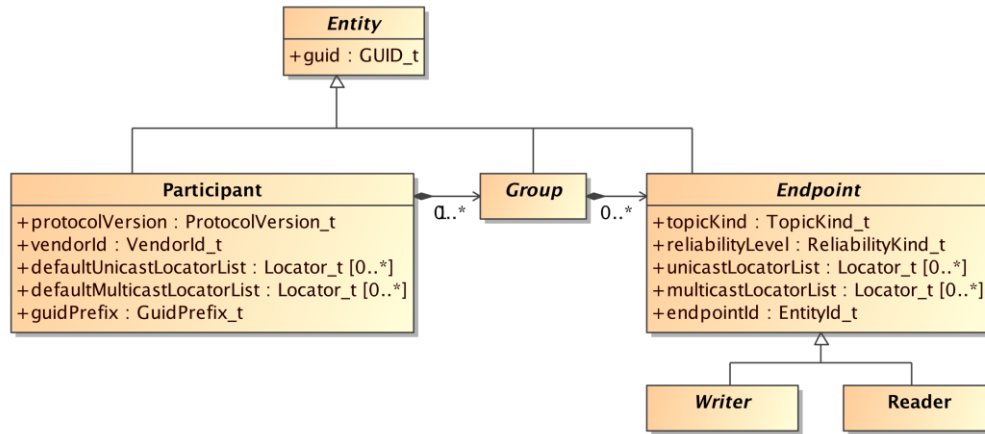 Entity
+guid : GUID_t
Participant
+protocolVersion : ProtocolVersion_t
+vendorId : VendorId_t
+defaultUnicastLocatorList : Locator_t [0..*]
+defaultMulticastLocatorList : Locator_t [0..*]
+guidPrefix : GuidPrefix_t
..*
Group
0..*
Endpoint
+topicKind : TopicKind_t
+reliabilityLevel : ReliabilityKind_t
+unicastLocatorList : Locator_t [0..*]
+multicastLocatorList : Locator_t [0..*]
+endpointId : EntityId_t
Writer
Reader